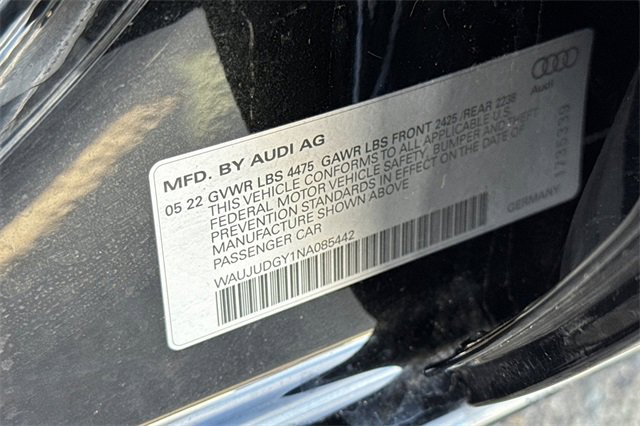 MFD. BY AUDI AG
05 22 GVWR LBS 4475 GAWR LBS FRONT 2425 /REAR 2238
THIS VEHICLE CONFORMS TO ALL APPLICABLE U.S.
FEDERAL MOTOR VEHICLE SAFETY, BUMPER AND THEFT
PREVENTION STANDARDS IN EFFECT ON THE DATE OF
MANUFACTURE SHOWN ABOVE
PASSENGER CAR
WAUJUDGY1NA085442
Audi
GERMANY
1735339